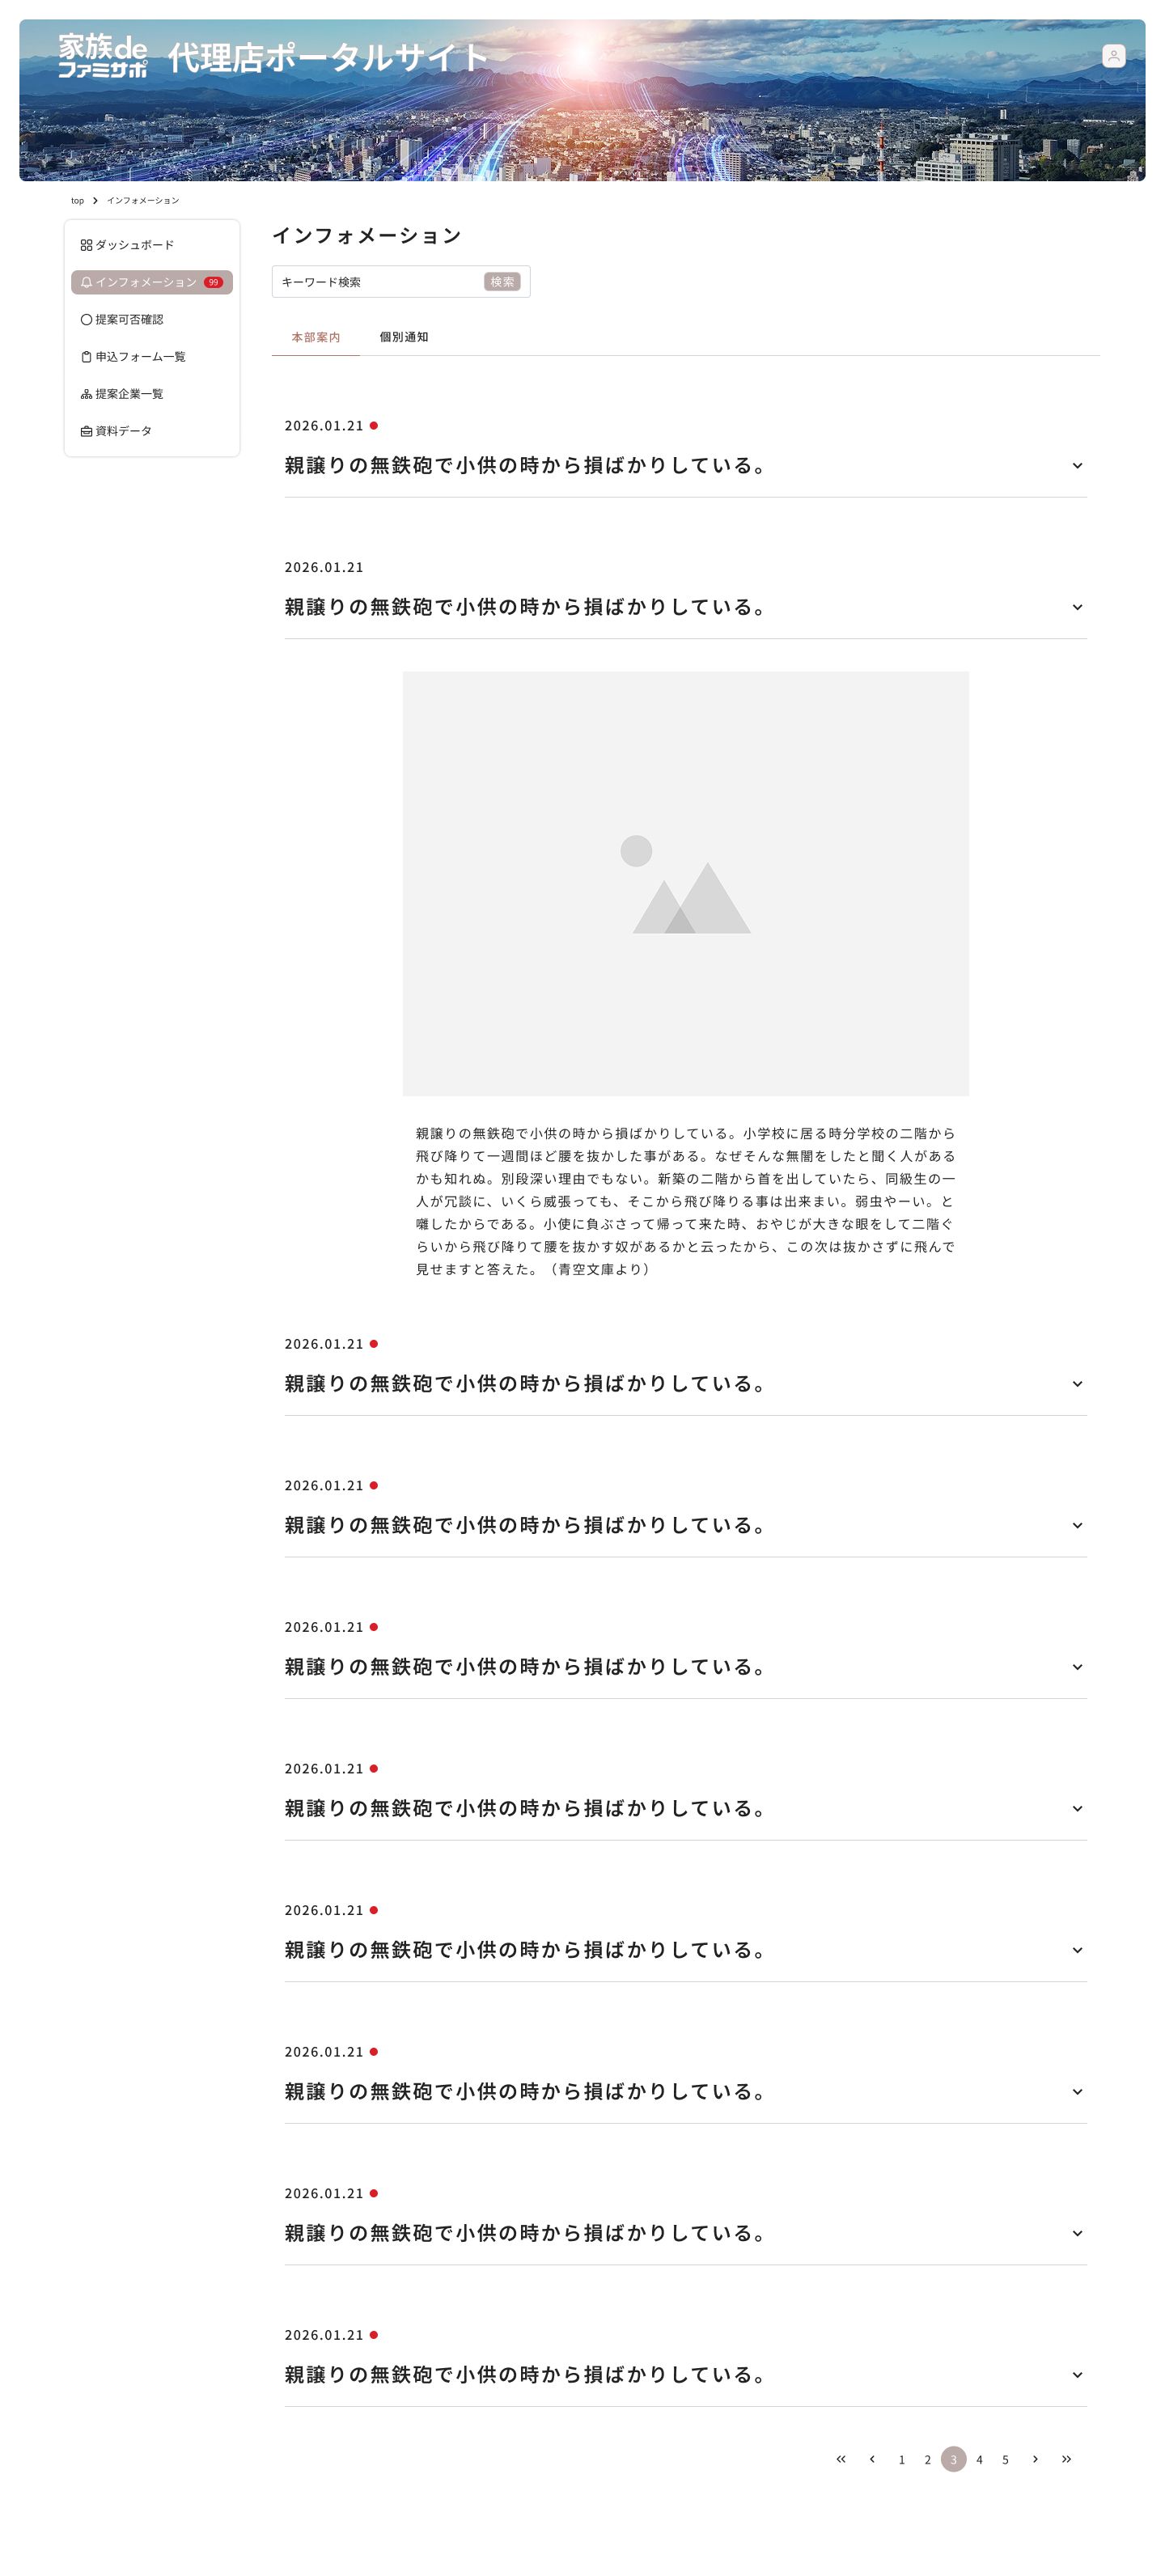 家族de
ファミサポ
代理店ポータルサイト
top
インフォメーション
ダッシュボード
インフォメーション 99
提案可否確認
申込フォーム一覧
提案企業一覧
資料データ
インフォメーション
キーワード検索 検索
本部案内 個別通知
2026.01.21
親譲りの無鉄砲で小供の時から損ばかりしている。
2026.01.21
親譲りの無鉄砲で小供の時から損ばかりしている。
親譲りの無鉄砲で小供の時から損ばかりしている。小学校に居る時分学校の二階から
飛び降りて一週間ほど腰を抜かした事がある。なぜそんな無闇をしたと聞く人がある
かも知れぬ。別段深い理由でもない。新築の二階から首を出していたら、同級生の一
人が冗談に、いくら威張っても、そこから飛び降りる事は出来まい。弱虫やーい。と
囃したからである。小使に負ぶさって帰って来た時、おやじが大きな眼をして二階ぐ
らいから飛び降りて腰を抜かす奴があるかと云ったから、この次は抜かさずに飛んで
見せますと答えた。（青空文庫より）
2026.01.21
親譲りの無鉄砲で小供の時から損ばかりしている。
2026.01.21
親譲りの無鉄砲で小供の時から損ばかりしている。
2026.01.21
親譲りの無鉄砲で小供の時から損ばかりしている。
2026.01.21
親譲りの無鉄砲で小供の時から損ばかりしている。
2026.01.21
親譲りの無鉄砲で小供の時から損ばかりしている。
2026.01.21
親譲りの無鉄砲で小供の時から損ばかりしている。
2026.01.21
親譲りの無鉄砲で小供の時から損ばかりしている。
2026.01.21
親譲りの無鉄砲で小供の時から損ばかりしている。
1 2 3 4 5